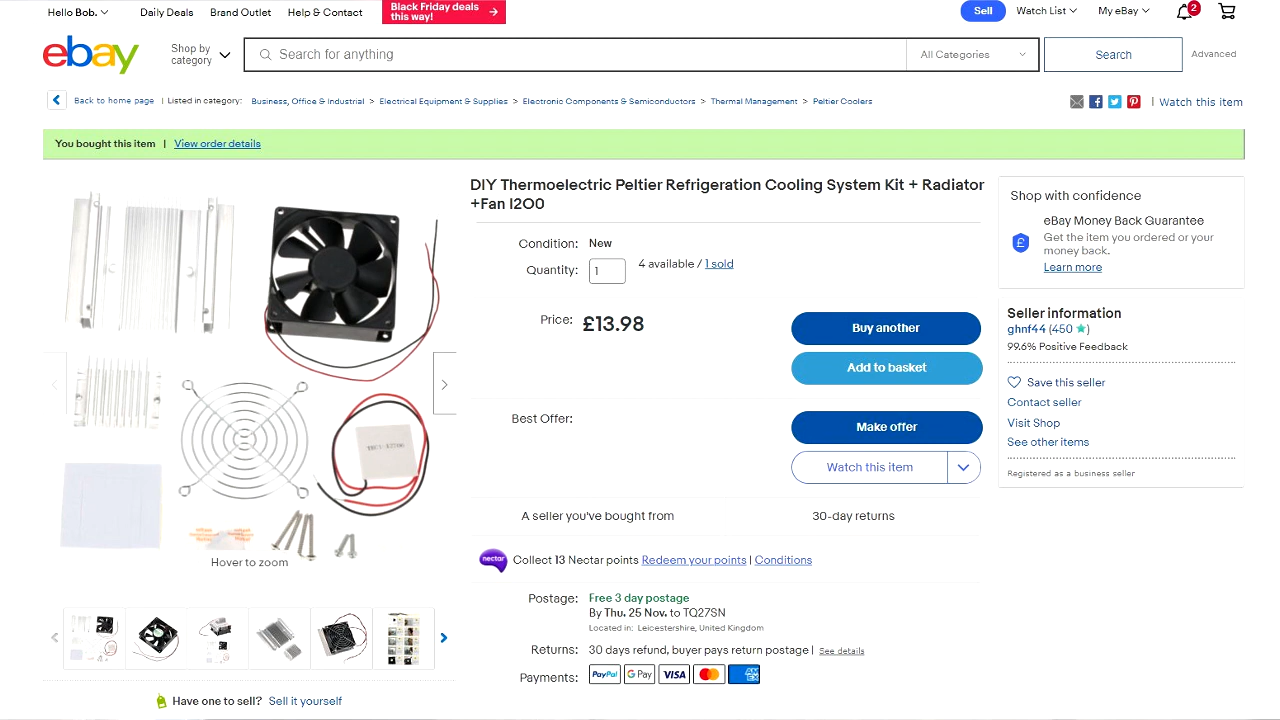 Hello Bob.
Daily Deals
Brand Outlet
Help & Contact
Black Friday deals
this way!
Sell
Watch List
My eBay
2
ebay
Shop by
category
Search for anything
All Categories
Search
Advanced
Back to home page | Listed in category: Business, Office & Industrial > Electrical Equipment & Supplies > Electronic Components & Semiconductors > Thermal Management > Peltier Coolers
| Watch this item
You bought this item | View order details
DIY Thermoelectric Peltier Refrigeration Cooling System Kit + Radiator
+Fan I2O0
Condition: New
Quantity: 1 4 available / 1 sold
Price: £13.98
Buy another
Add to basket
Best Offer:
Make offer
Watch this item
A seller you've bought from
30-day returns
nectar Collect 13 Nectar points Redeem your points | Conditions
Postage: Free 3 day postage
By Thu. 25 Nov. to TQ27SN
Located in: Leicestershire, United Kingdom
Returns: 30 days refund, buyer pays return postage | See details
Payments: PayPal G Pay VISA AM EX
Hover to zoom
Have one to sell? Sell it yourself
Shop with confidence
eBay Money Back Guarantee
Get the item you ordered or your
money back.
Learn more
Seller information
ghnf44 (450 ★)
99.6% Positive Feedback
Save this seller
Contact seller
Visit Shop
See other items
Registered as a business seller